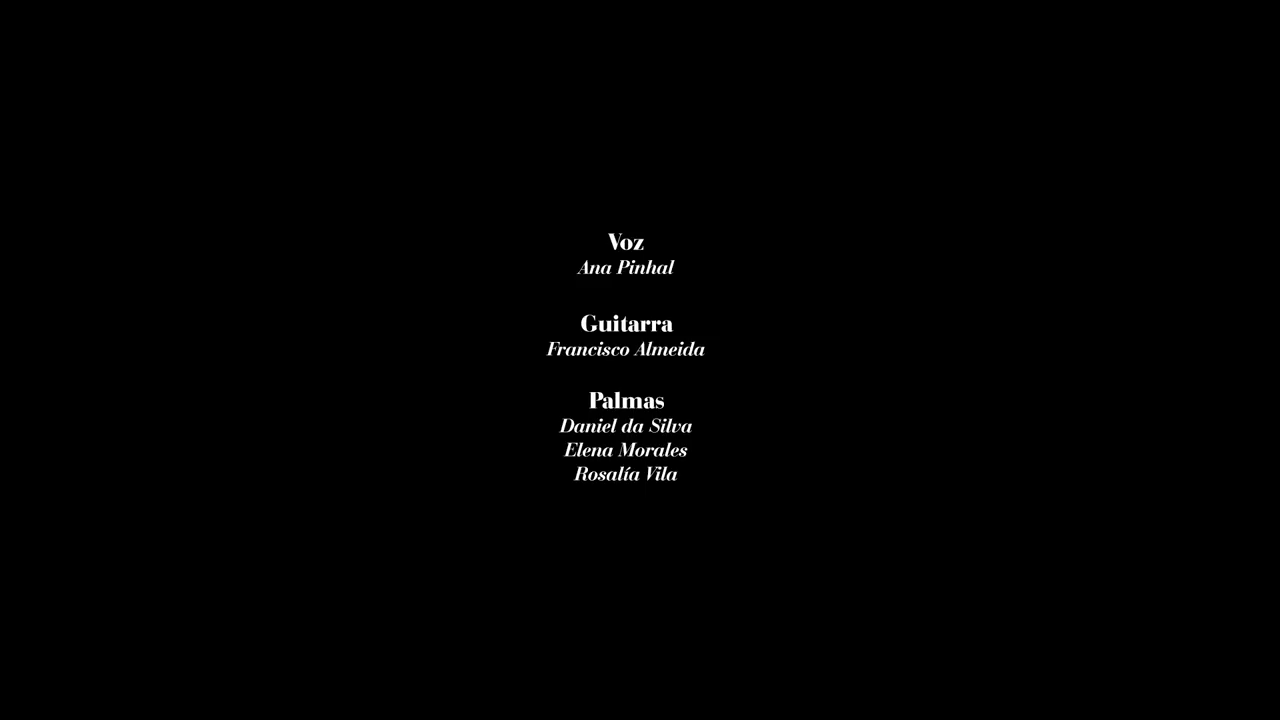 Voz
Ana Pinhal
Guitarra
Francisco Almeida
Palmas
Daniel da Silva
Elena Morales
Rosalía Vila